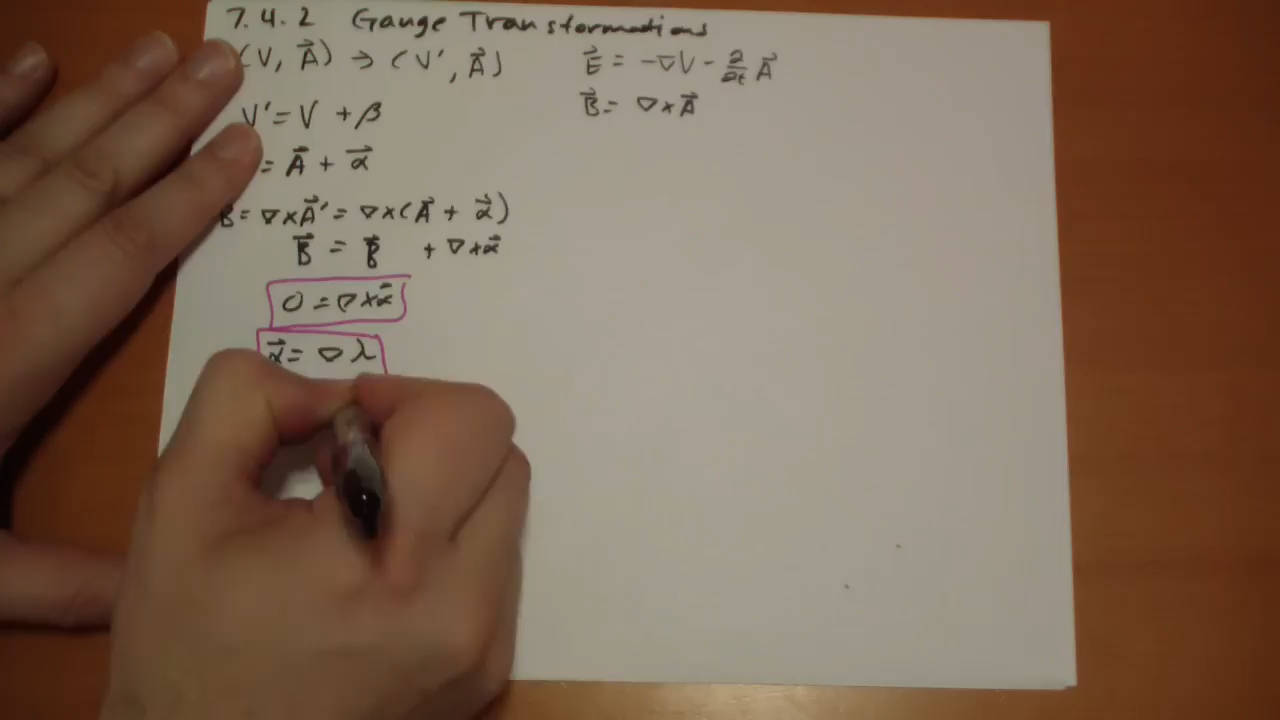 7.4.2 Gauge Transformations
(V, A⃗) → (V', A⃗)
V' = V + β
= A⃗ + α⃗
B = ∇×A⃗' = ∇×(A⃗ + α⃗)
B⃗ = B⃗ + ∇×α⃗
0 = ∇×α⃗
α⃗ = ∇λ
E⃗ = -∇V - ∂/∂t A⃗
B⃗ = ∇×A⃗